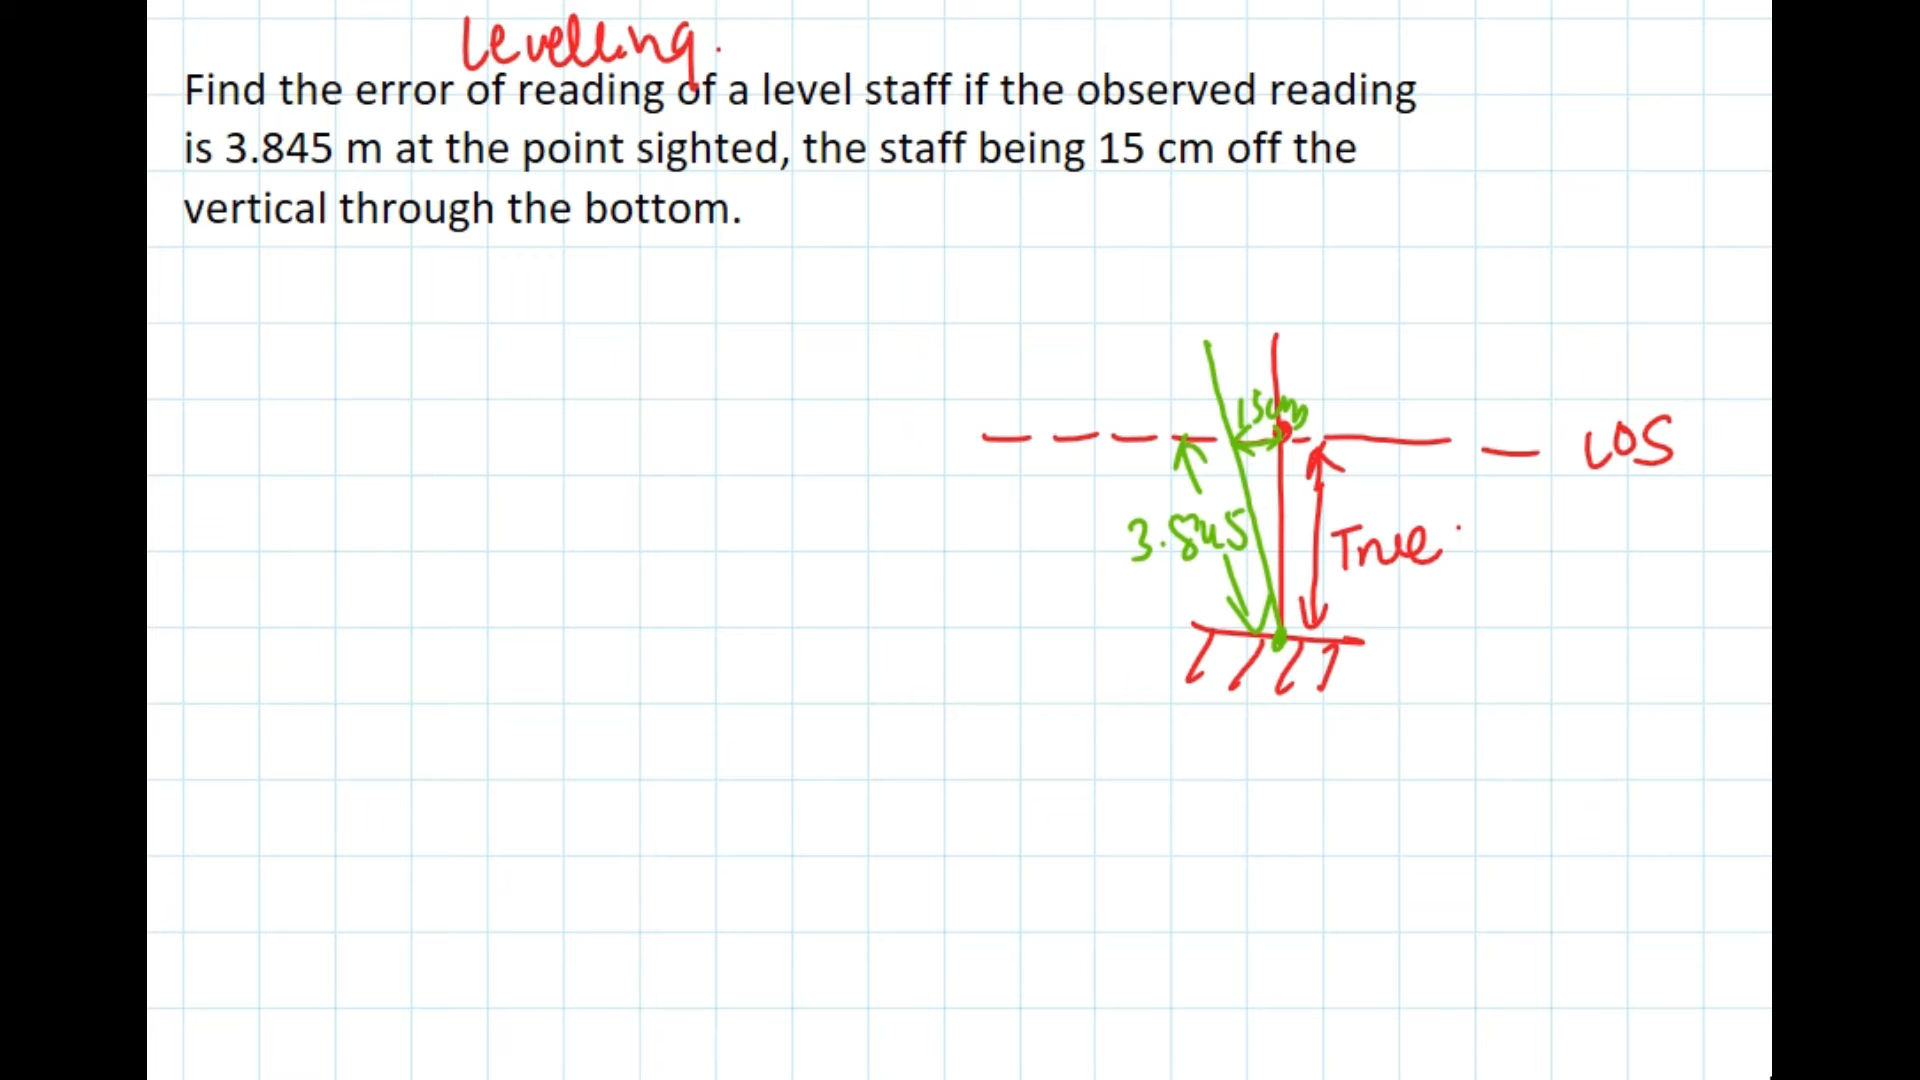 Levelling.
Find the error of reading of a level staff if the observed reading
is 3.845 m at the point sighted, the staff being 15 cm off the
vertical through the bottom.
15cm
LOS
3.845
True